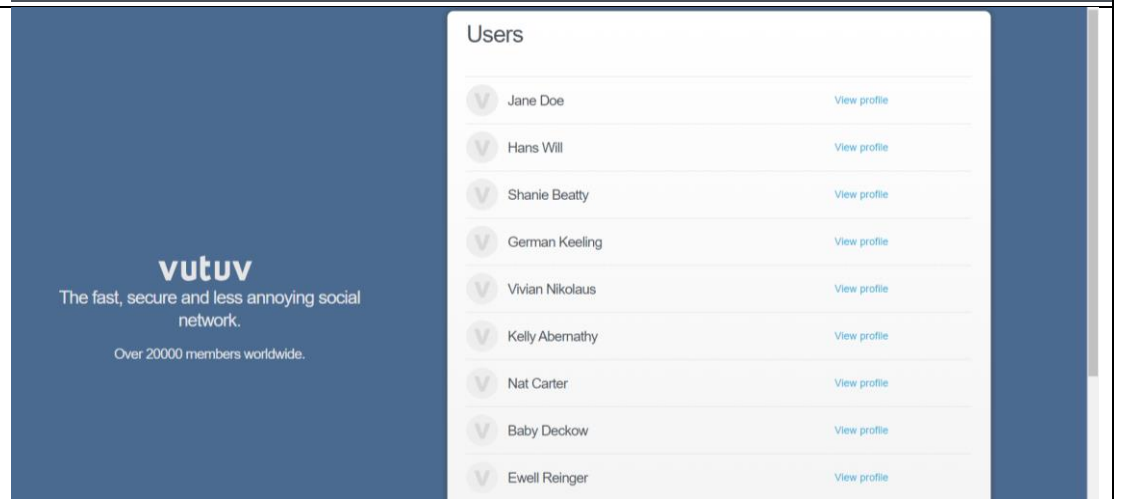 vutuv
The fast, secure and less annoying social
network.
Over 20000 members worldwide.
Users
V Jane Doe View profile
V Hans Will View profile
V Shanie Beatty View profile
V German Keeling View profile
V Vivian Nikolaus View profile
V Kelly Abernathy View profile
V Nat Carter View profile
V Baby Deckow View profile
V Ewell Reinger View profile